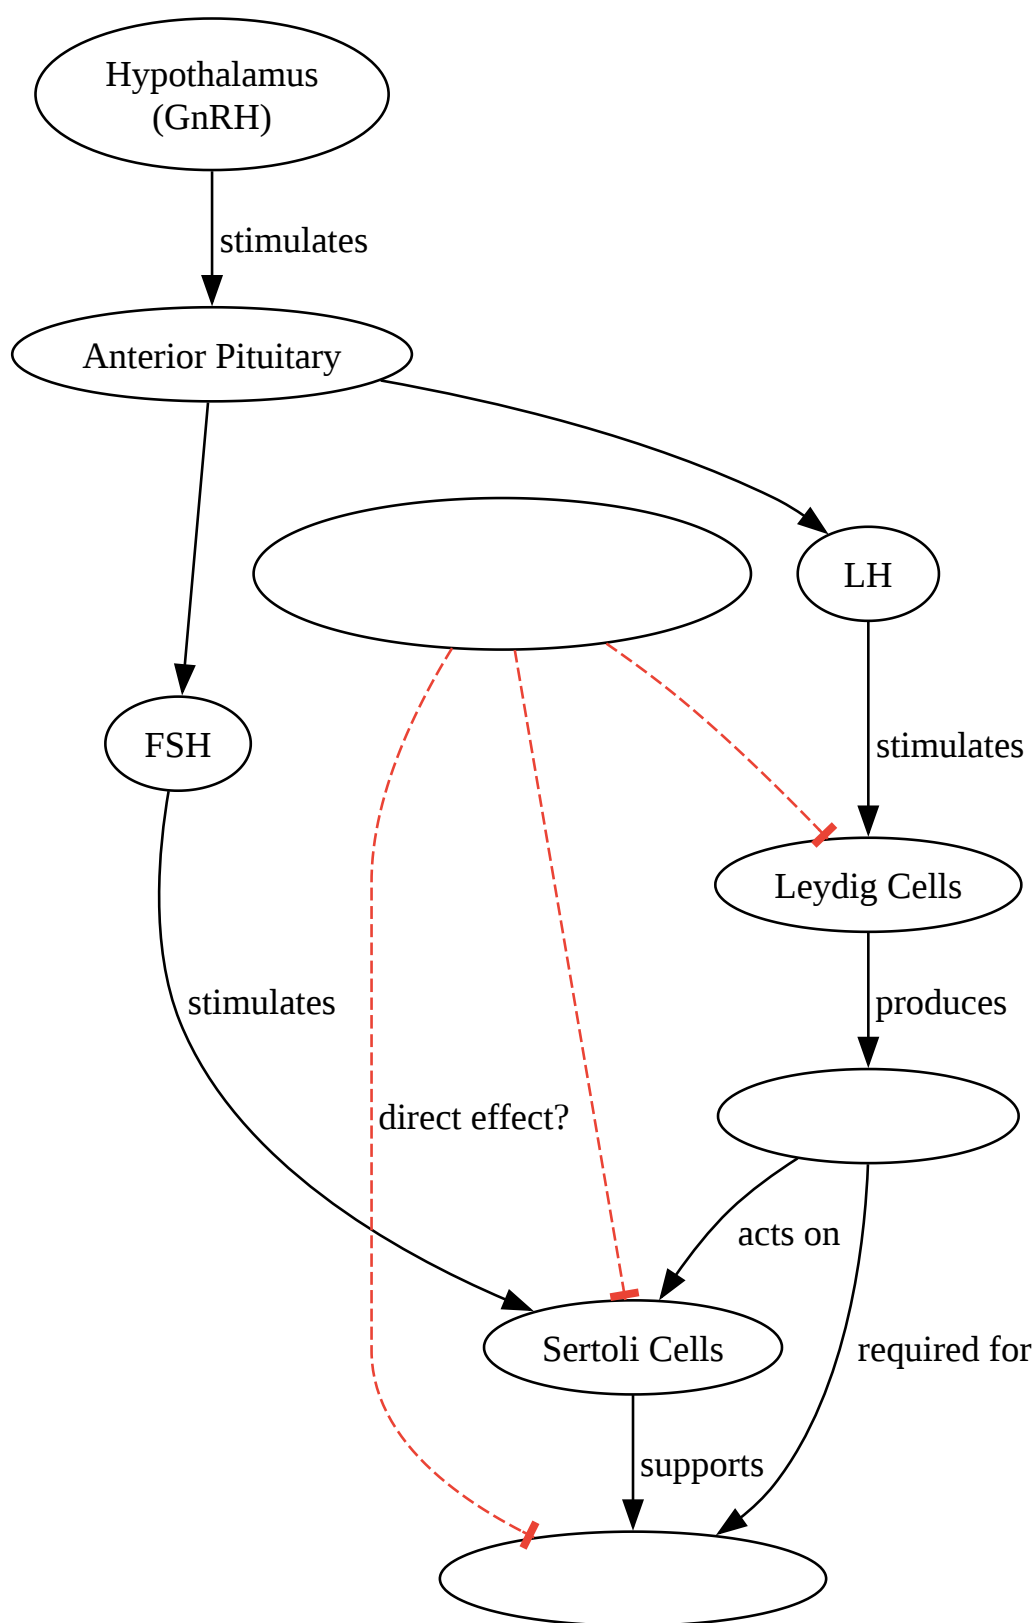 Hypothalamus
(GnRH)
stimulates
Anterior Pituitary
LH
FSH
stimulates
Leydig Cells
stimulates
produces
direct effect?
acts on
Sertoli Cells
required for
supports